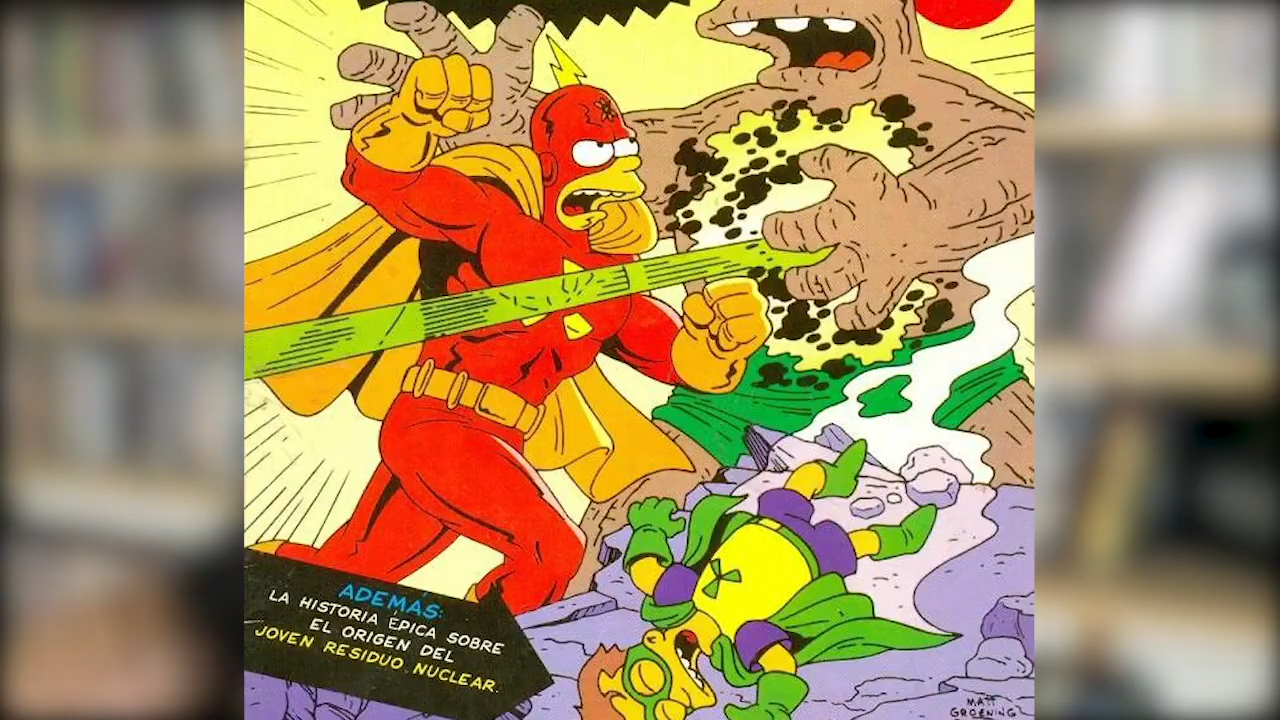 ADEMÁS:
LA HISTORIA ÉPICA SOBRE
EL ORIGEN DEL
JOVEN RESIDUO NUCLEAR.
MATT
GROENING